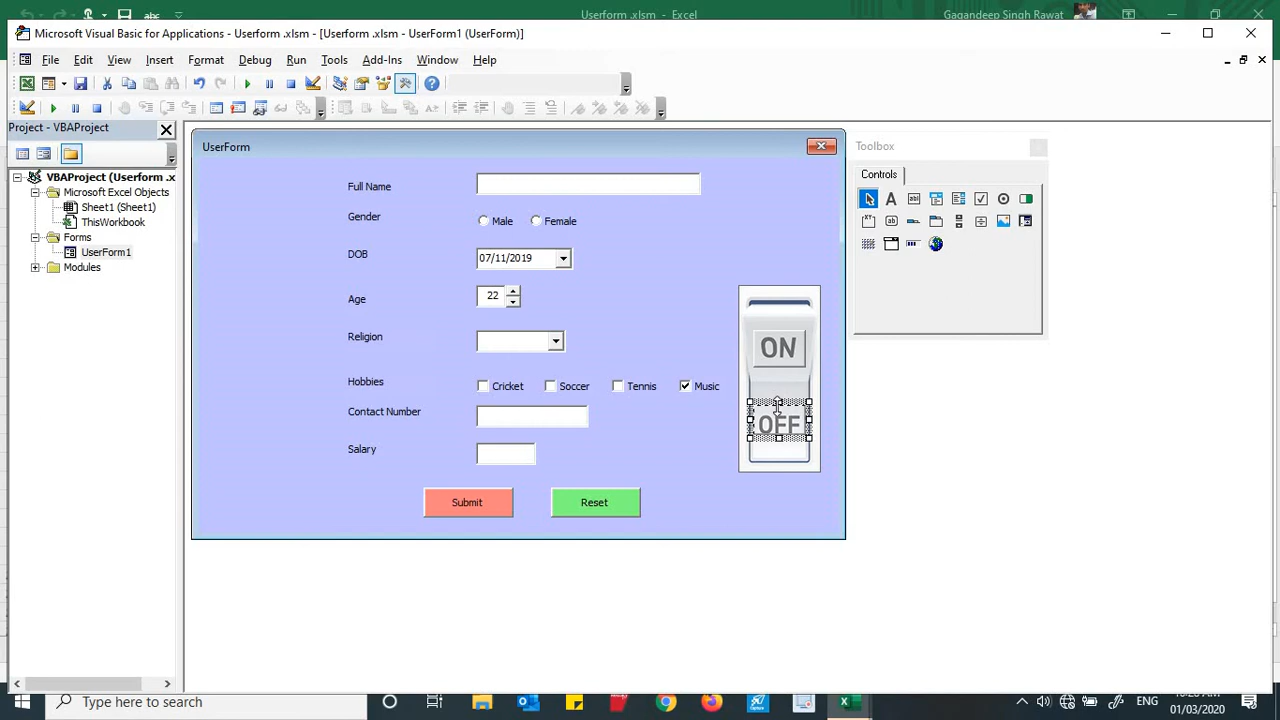 Userform .xlsm - Excel
Gagandeep Singh Rawat
Microsoft Visual Basic for Applications - Userform .xlsm - [Userform .xlsm - UserForm1 (UserForm)]
File Edit View Insert Format Debug Run Tools Add-Ins Window Help
Project - VBAProject
VBAProject (Userform .x
Microsoft Excel Objects
Sheet1 (Sheet1)
ThisWorkbook
Forms
UserForm1
Modules
UserForm
Full Name
Gender
Male Female
DOB
07/11/2019
Age
22
Religion
Hobbies
Cricket Soccer Tennis Music
Contact Number
Salary
Submit Reset
ON
OFF
Toolbox
Controls
Type here to search
ENG
01/03/2020